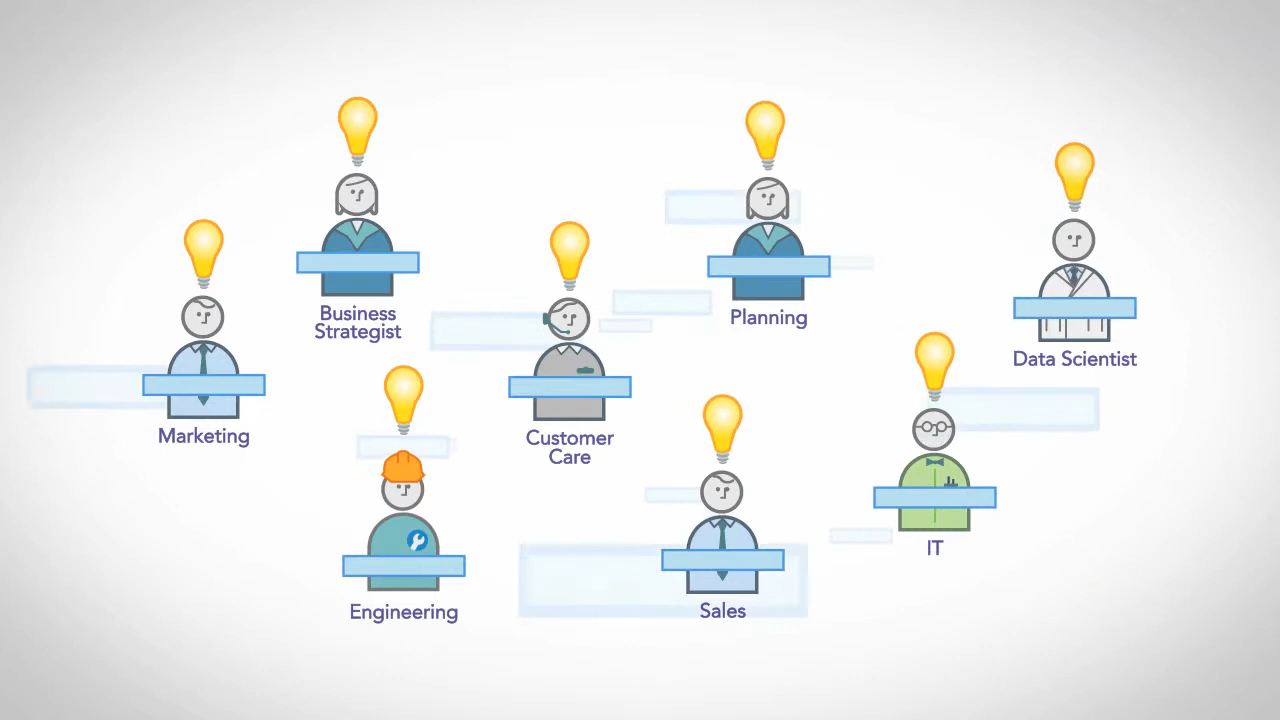 Business
Strategist
Planning
Data Scientist
Marketing
Customer
Care
IT
Engineering
Sales